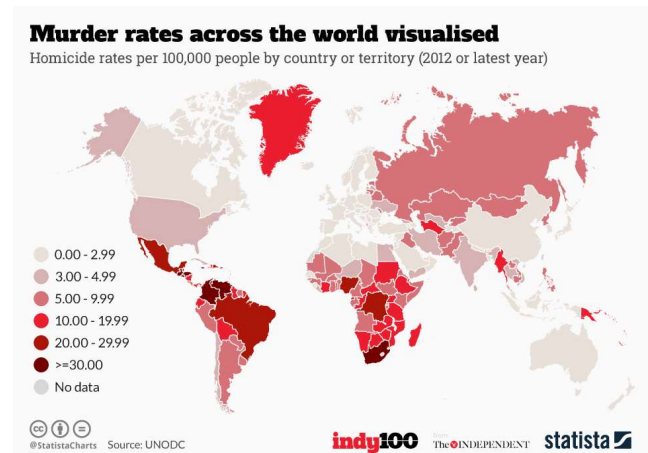 Murder rates across the world visualised
Homicide rates per 100,000 people by country or territory (2012 or latest year)
0.00 - 2.99
3.00 - 4.99
5.00 - 9.99
10.00 - 19.99
20.00 - 29.99
>=30.00
No data
@StatistaCharts Source: UNODC
indy100
The INDEPENDENT
statista